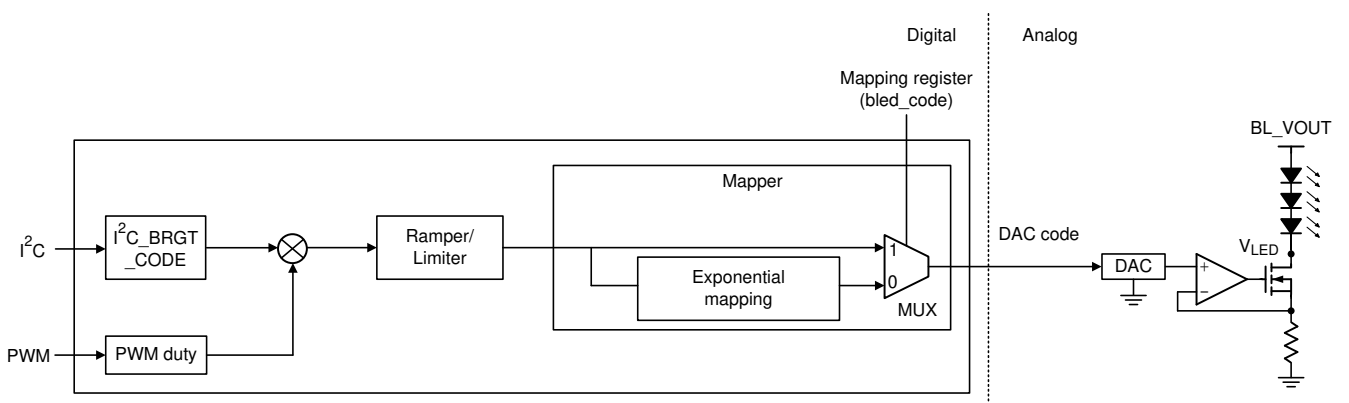 Digital
Analog
Mapping register
(bled_code)
BL_VOUT
Mapper
I²C
I²C_BRGT
_CODE
Ramper/
Limiter
1
DAC code
V_LED
Exponential
mapping
0
DAC
+
−
MUX
PWM
PWM duty